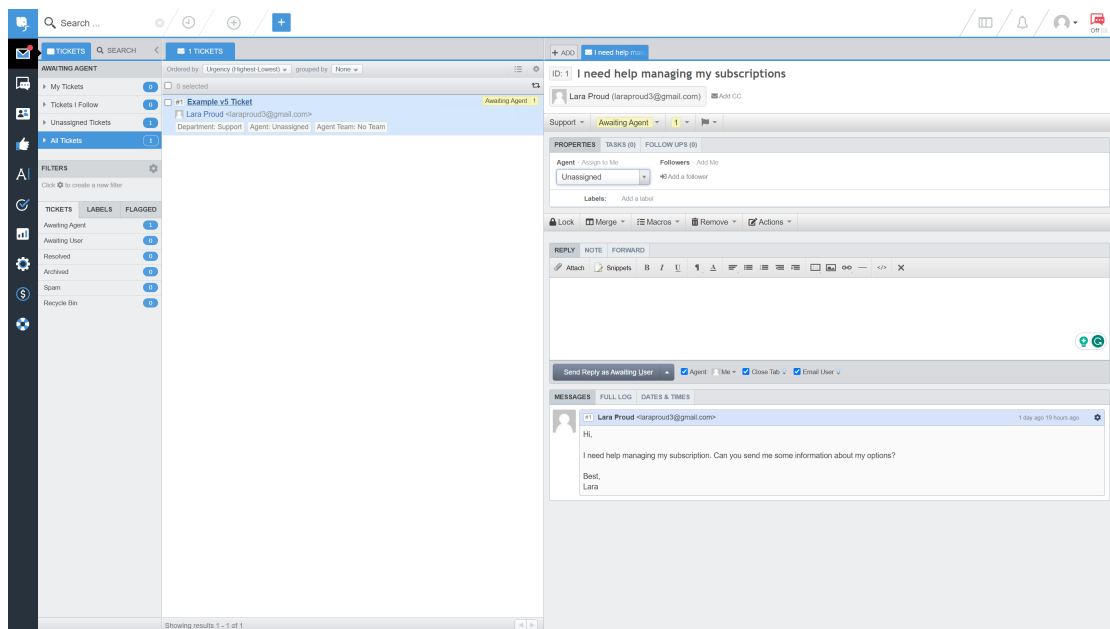 Search ...
Off (0)
TICKETS SEARCH
AWAITING AGENT
My Tickets 0
Tickets I Follow 0
Unassigned Tickets 1
All Tickets 1
FILTERS
Click to create a new filter
TICKETS LABELS FLAGGED
Awaiting Agent 1
Awaiting User 0
Resolved 0
Archived 0
Spam 0
Recycle Bin 0
1 TICKETS
Ordered by Urgency (Highest-Lowest) grouped by None
0 selected
#1 Example v5 Ticket Awaiting Agent 1
Lara Proud <laraproud3@gmail.com>
Department: Support Agent: Unassigned Agent Team: No Team
Showing results 1 - 1 of 1
+ ADD I need help ma
ID: 1 I need help managing my subscriptions
Lara Proud (laraproud3@gmail.com) Add CC
Support Awaiting Agent 1
PROPERTIES TASKS (0) FOLLOW UPS (0)
Agent · Assign to Me Followers · Add Me
Unassigned Add a follower
Labels: Add a label
Lock Merge Macros Remove Actions
REPLY NOTE FORWARD
Attach Snippets B I U ¶ A </> X
Send Reply as Awaiting User Agent: Me Close Tab Email User
MESSAGES FULL LOG DATES & TIMES
#1 Lara Proud <laraproud3@gmail.com> 1 day ago 19 hours ago
Hi,
I need help managing my subscription. Can you send me some information about my options?
Best,
Lara